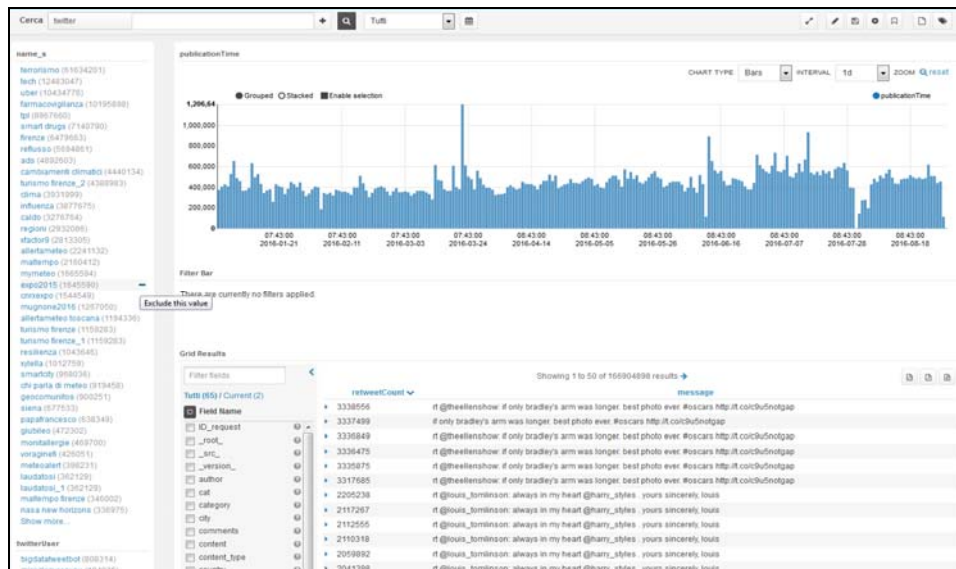 Cerca twitter Tutti
name_s
terrorismo (61634281)
tech (12483047)
uber (10434778)
farmacovigilanza (10195888)
tpl (8867660)
smart drugs (7140790)
firenze (6479663)
reflusso (5694861)
ads (4692603)
cambiamenti climatici (4440134)
turismo firenze_2 (4388983)
clima (3931999)
influenza (3877675)
caldo (3276764)
regioni (2932086)
xfactor9 (2813305)
allertameteo (2241132)
maltempo (2160412)
mymeteo (1665594)
expo2015 (1645590)
cnrexpo (1544549)
Exclude this value
mugnone2016 (1267050)
allertameteo toscana (1194336)
turismo firenze (1159283)
turismo firenze_1 (1159283)
resilienza (1043646)
xylella (1012759)
smartcity (968036)
chi parla di meteo (919458)
geocomunitos (900251)
siena (677533)
papafrancesco (638349)
giubileo (472302)
monitallergie (469700)
voraginefi (426051)
meteoalert (398231)
laudatosi (362129)
laudatosi_1 (362129)
maltempo firenze (346002)
nasa new horizons (336975)
Show more...
twitterUser
bigdatatweetbot (808314)
publicationTime
CHART TYPE Bars INTERVAL 1d ZOOM reset
Grouped Stacked Enable selection publicationTime
1,206,64
1,000,000
800,000
600,000
400,000
200,000
0
07:43:00 07:43:00 07:43:00 07:43:00 08:43:00 08:43:00 08:43:00 08:43:00 08:43:00 08:43:00 08:43:00
2016-01-21 2016-02-11 2016-03-03 2016-03-24 2016-04-14 2016-05-05 2016-05-26 2016-06-16 2016-07-07 2016-07-28 2016-08-18
Filter Bar
There are currently no filters applied.
Grid Results
Filter fields
Tutti (65) / Current (2)
Field Name
ID_request
_root_
_src_
_version_
author
cat
category
city
comments
content
content_type
Showing 1 to 50 of 166904898 results
retweetCount message
3338556 rt @theellenshow: if only bradley's arm was longer. best photo ever. #oscars http://t.co/c9u5notgap
3337499 if only bradley's arm was longer. best photo ever. #oscars http://t.co/c9u5notgap
3336849 rt @theellenshow: if only bradley's arm was longer. best photo ever. #oscars http://t.co/c9u5notgap
3336475 rt @theellenshow: if only bradley's arm was longer. best photo ever. #oscars http://t.co/c9u5notgap
3335875 rt @theellenshow: if only bradley's arm was longer. best photo ever. #oscars http://t.co/c9u5notgap
3317685 rt @theellenshow: if only bradley's arm was longer. best photo ever. #oscars http://t.co/c9u5notgap
2205238 rt @louis_tomlinson: always in my heart @harry_styles . yours sincerely, louis
2117267 rt @louis_tomlinson: always in my heart @harry_styles . yours sincerely, louis
2112555 rt @louis_tomlinson: always in my heart @harry_styles . yours sincerely, louis
2110318 rt @louis_tomlinson: always in my heart @harry_styles . yours sincerely, louis
2059892 rt @louis_tomlinson: always in my heart @harry_styles . yours sincerely, louis